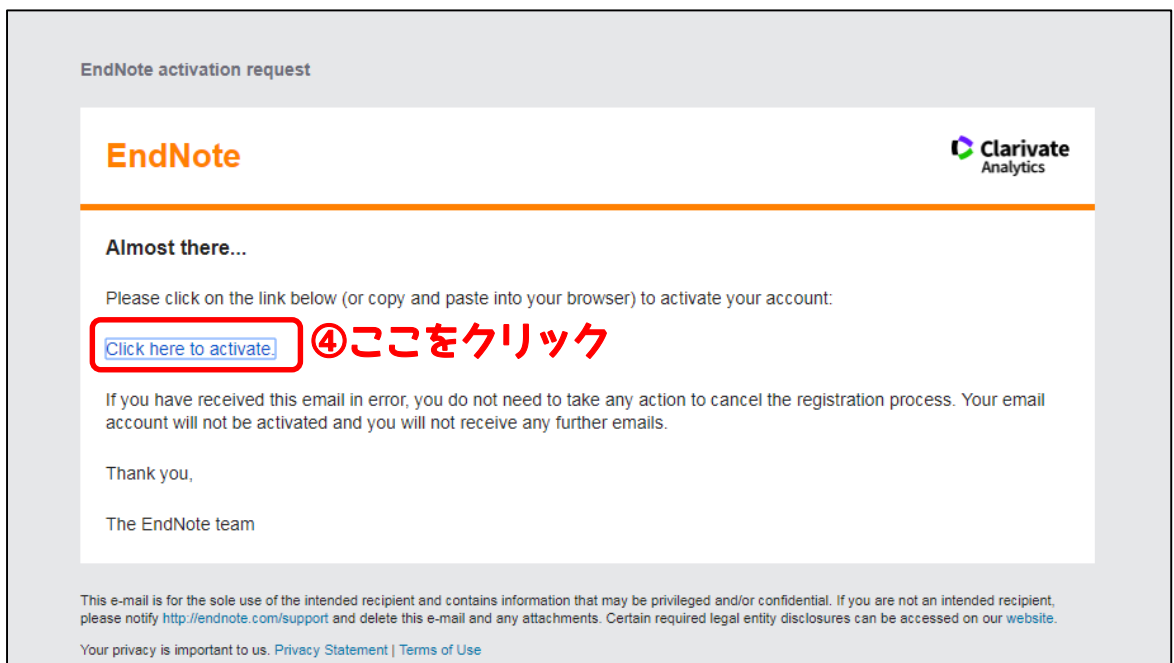 EndNote activation request
EndNote
Clarivate
Analytics
Almost there...
Please click on the link below (or copy and paste into your browser) to activate your account:
Click here to activate. ④ここをクリック
If you have received this email in error, you do not need to take any action to cancel the registration process. Your email
account will not be activated and you will not receive any further emails.
Thank you,
The EndNote team
This e-mail is for the sole use of the intended recipient and contains information that may be privileged and/or confidential. If you are not an intended recipient,
please notify http://endnote.com/support and delete this e-mail and any attachments. Certain required legal entity disclosures can be accessed on our website.
Your privacy is important to us. Privacy Statement | Terms of Use